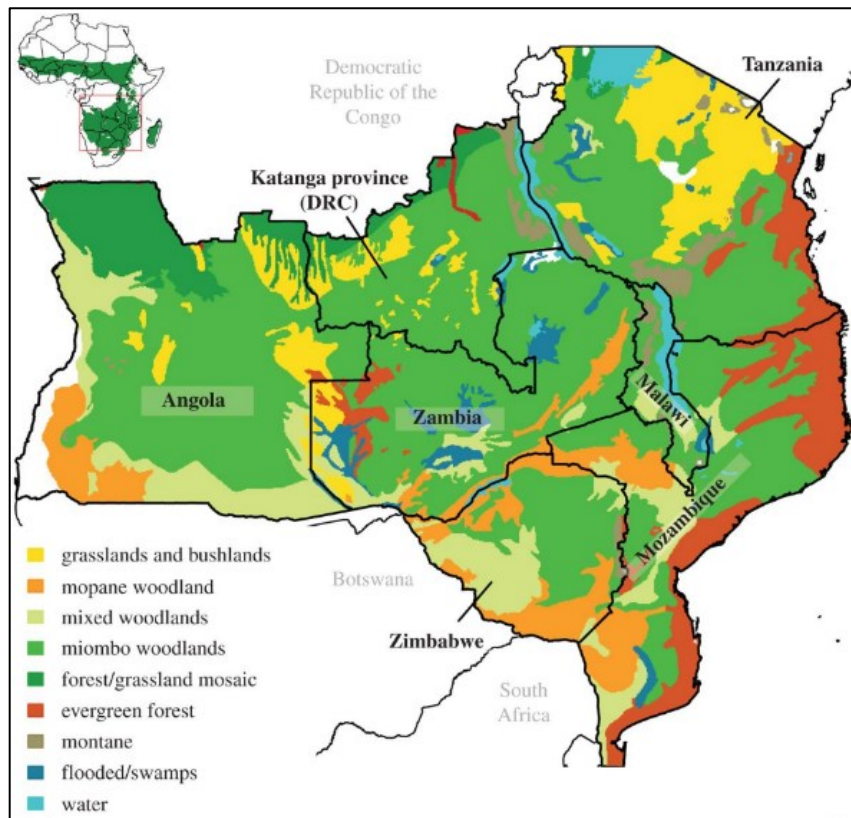 Democratic
Republic of the
Congo
Tanzania
Katanga province
(DRC)
Angola
Zambia
Malawi
Mozambique
Botswana
Zimbabwe
South
Africa
grasslands and bushlands
mopane woodland
mixed woodlands
miombo woodlands
forest/grassland mosaic
evergreen forest
montane
flooded/swamps
water